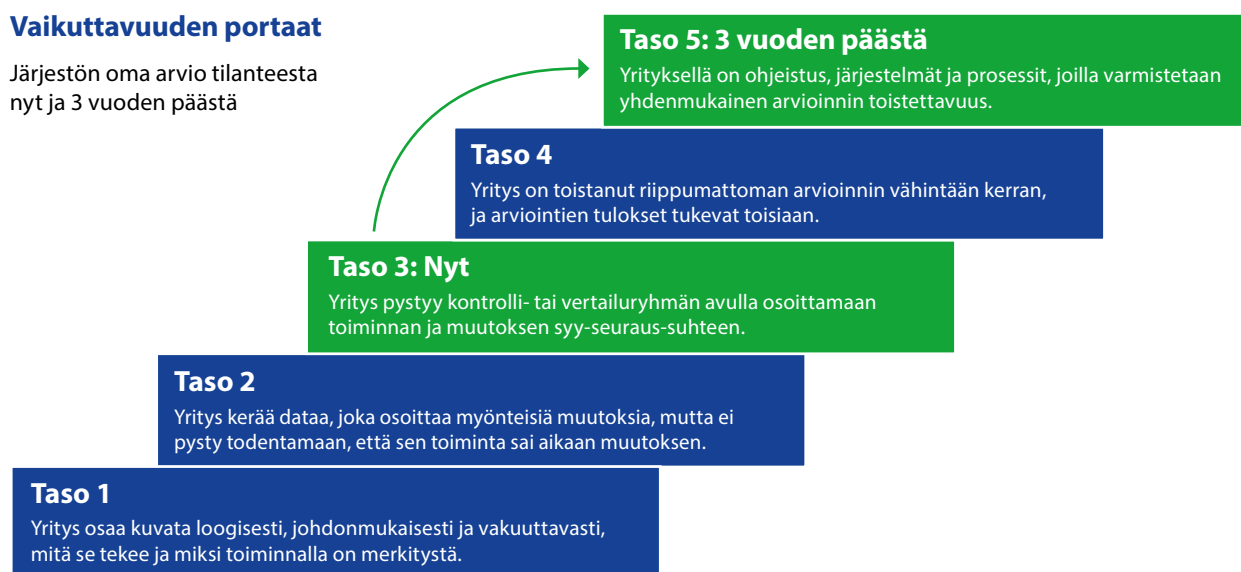 Vaikuttavuuden portaat
Järjestön oma arvio tilanteesta
nyt ja 3 vuoden päästä
Taso 5: 3 vuoden päästä
Yrityksellä on ohjeistus, järjestelmät ja prosessit, joilla varmistetaan
yhdenmukainen arvioinnin toistettavuus.
Taso 4
Yritys on toistanut riippumattoman arvioinnin vähintään kerran,
ja arviointien tulokset tukevat toisiaan.
Taso 3: Nyt
Yritys pystyy kontrolli- tai vertailuryhmän avulla osoittamaan
toiminnan ja muutoksen syy-seuraus-suhteen.
Taso 2
Yritys kerää dataa, joka osoittaa myönteisiä muutoksia, mutta ei
pysty todentamaan, että sen toiminta sai aikaan muutoksen.
Taso 1
Yritys osaa kuvata loogisesti, johdonmukaisesti ja vakuuttavasti,
mitä se tekee ja miksi toiminnalla on merkitystä.